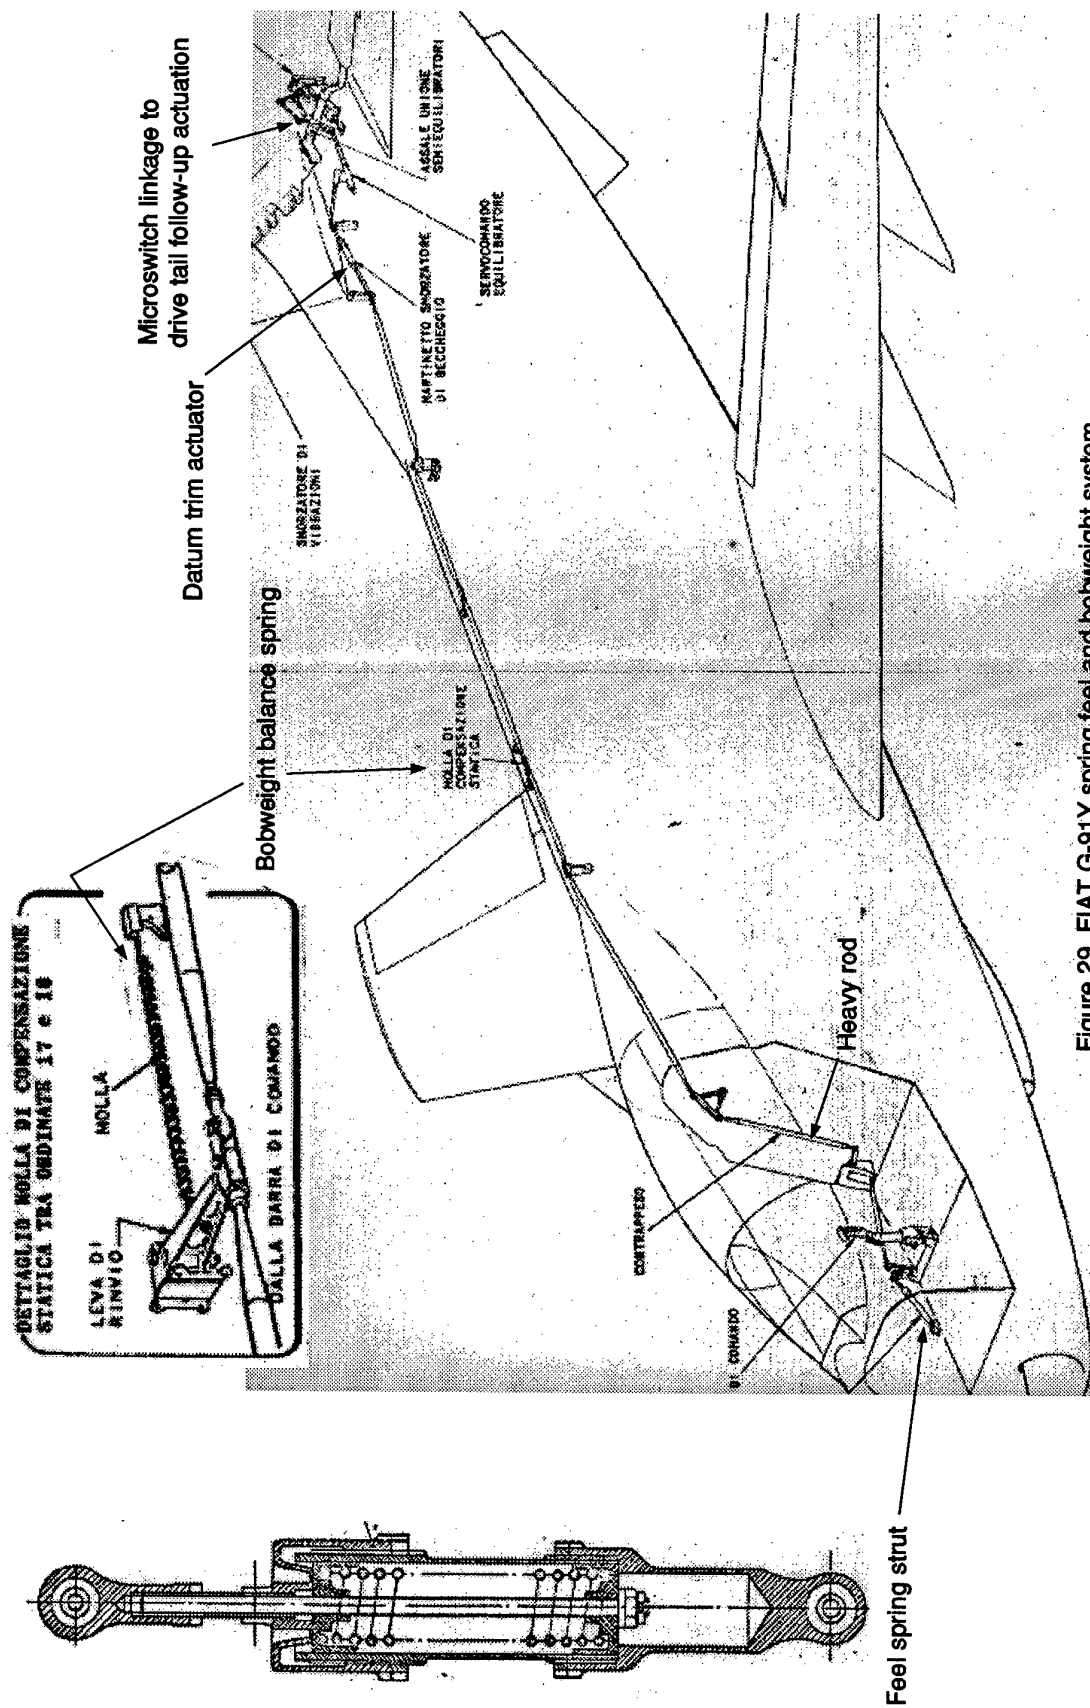 Microswitch linkage to
drive tail follow-up actuation
Datum trim actuator
Bobweight balance spring
DETTAGLIO MOLLA DI COMPENSAZIONE
STATICA TRA ORDINATE 17 e 18
LEVA DI
RINVIO
MOLLA
DALLA BARRA DI COMANDO
SMORZATORE DI
VIBRAZIONI
ASSALE UNIONE
SEMIEQUILIBRATORI
SERVOCOMANDO
EQUILIBRATORE
MARTINETTO SMORZATORE
DI BECCHEGGIO
MOLLA DI
COMPENSAZIONE
STATICA
CONTRAPPESO
DI COMANDO
Heavy rod
Feel spring strut
Figure 29 FIAT G-91Y spring feel and bobweight system